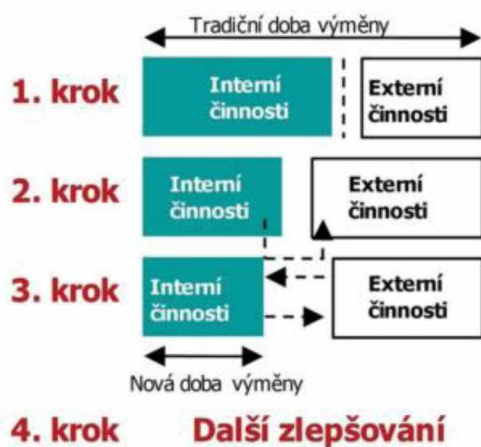 Tradiční doba výměny
1. krok
Interní
činnosti
Externí
činnosti
2. krok
Interní
činnosti
Externí
činnosti
3. krok
Interní
činnosti
Externí
činnosti
Nová doba výměny
4. krok Další zlepšování